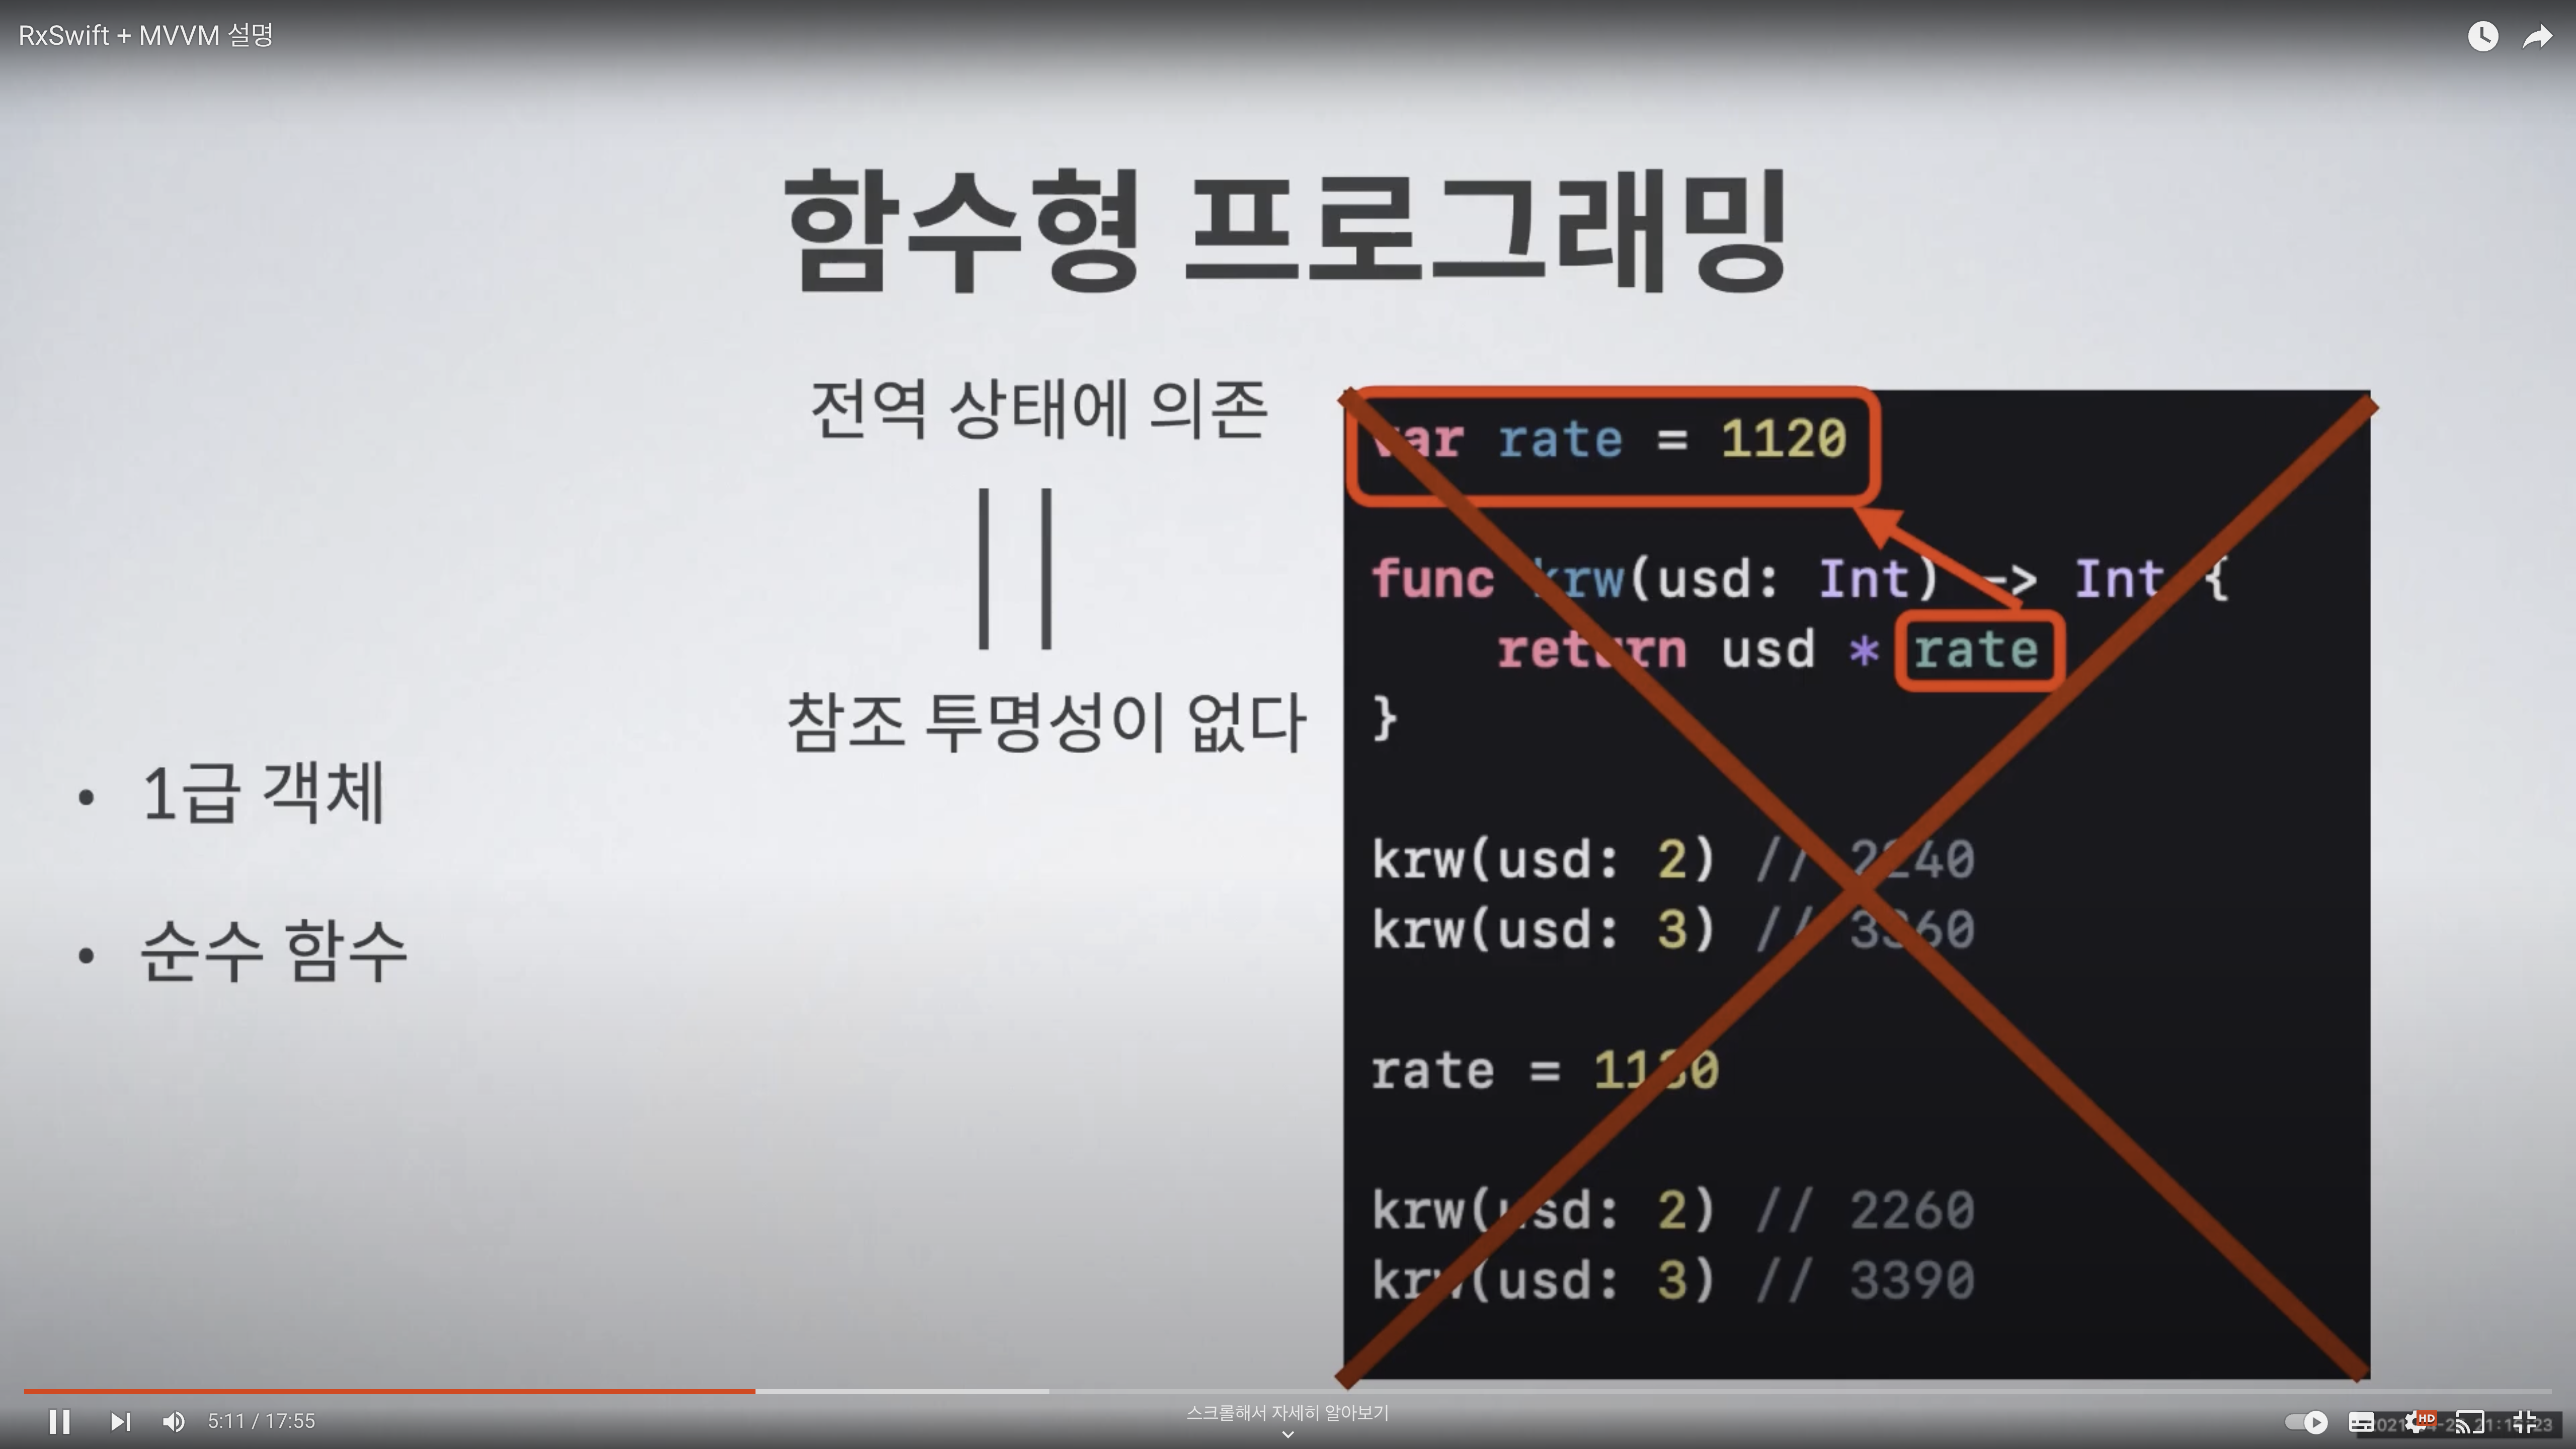 RxSwift + MVVM 설명
함수형 프로그래밍
전역 상태에 의존
||
참조 투명성이 없다
• 1급 객체
• 순수 함수
var rate = 1120
func krw(usd: Int) -> Int {
return usd * rate
}
krw(usd: 2) // 2240
krw(usd: 3) // 3360
rate = 1130
krw(usd: 2) // 2260
krw(usd: 3) // 3390
5:11 / 17:55
스크롤해서 자세히 알아보기
HD